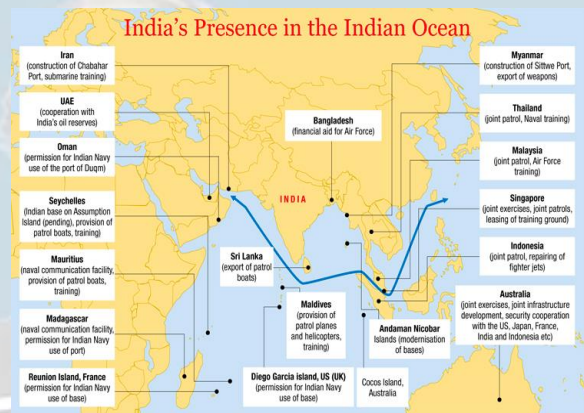 India's Presence in the Indian Ocean
Iran
(construction of Chabahar
Port, submarine training)
UAE
(cooperation with
India's oil reserves)
Oman
(permission for Indian Navy
use of the port of Duqm)
Seychelles
(Indian base on Assumption
Island (pending), provision of
patrol boats, training)
Mauritius
(naval communication facility,
provision of patrol boats,
training)
Madagascar
(naval communication facility,
permission for Indian Navy
use of port)
Reunion Island, France
(permission for Indian Navy
use of base)
Bangladesh
(financial aid for Air Force)
INDIA
Sri Lanka
(export of patrol
boats)
Maldives
(provision of
patrol planes
and helicopters,
training)
Diego Garcia island, US (UK)
(permission for Indian Navy
use of base)
Andaman Nicobar
Islands (modernisation
of bases)
Cocos Island,
Australia
Myanmar
(construction of Sittwe Port,
export of weapons)
Thailand
(joint patrol, Naval training)
Malaysia
(joint patrol, Air Force
training)
Singapore
(joint exercises, joint patrols,
leasing of training ground)
Indonesia
(joint patrol, repairing of
fighter jets)
Australia
(joint exercises, joint infrastructure
development, security cooperation
with the US, Japan, France,
India and Indonesia etc)